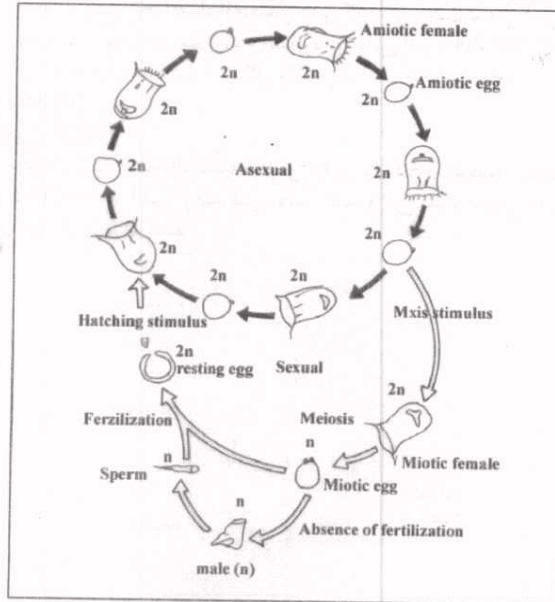 Amiotic female
2n
2n
2n
Amiotic egg
2n
2n
Asexual
2n
2n
2n
2n
2n
2n
Hatching stimulus
Mxis stimulus
2n
resting egg
Sexual
2n
Meiosis
Ferzilization
n
Miotic female
n
Sperm
Miotic egg
n
Absence of fertilization
male (n)